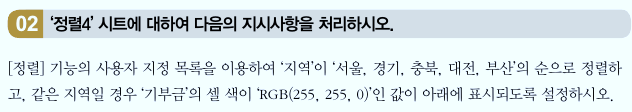 02 ‘정렬4’ 시트에 대하여 다음의 지시사항을 처리하시오.
[정렬] 기능의 사용자 지정 목록을 이용하여 ‘지역’이 ‘서울, 경기, 충북, 대전, 부산’의 순으로 정렬하
고, 같은 지역일 경우 ‘기부금’의 셀 색이 ‘RGB(255, 255, 0)’인 값이 아래에 표시되도록 설정하시오.